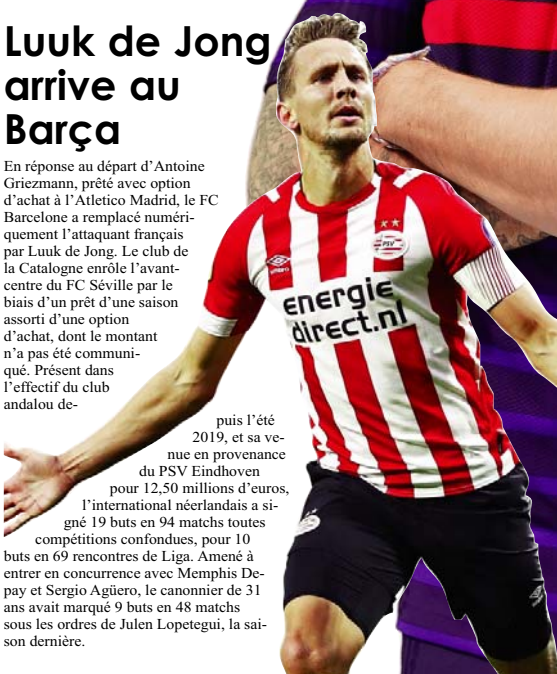 Luuk de Jong
arrive au
Barça
En réponse au départ d'Antoine
Griezmann, prêté avec option
d'achat à l'Atletico Madrid, le FC
Barcelone a remplacé numéri-
quement l'attaquant français
par Luuk de Jong. Le club de
la Catalogne enrôle l'avant-
centre du FC Séville par le
biais d'un prêt d'une saison
assorti d'une option
d'achat, dont le montant
n'a pas été communi-
qué. Présent dans
l'effectif du club
andalou de-
puis l'été
2019, et sa ve-
nue en provenance
du PSV Eindhoven
pour 12,50 millions d'euros,
l'international néerlandais a si-
gné 19 buts en 94 matchs toutes
compétitions confondues, pour 10
buts en 69 rencontres de Liga. Amené à
entrer en concurrence avec Memphis De-
pay et Sergio Agüero, le canonnier de 31
ans avait marqué 9 buts en 48 matchs
sous les ordres de Julen Lopetegui, la sai-
son dernière.
umbro
PSV
energie
direct.nl